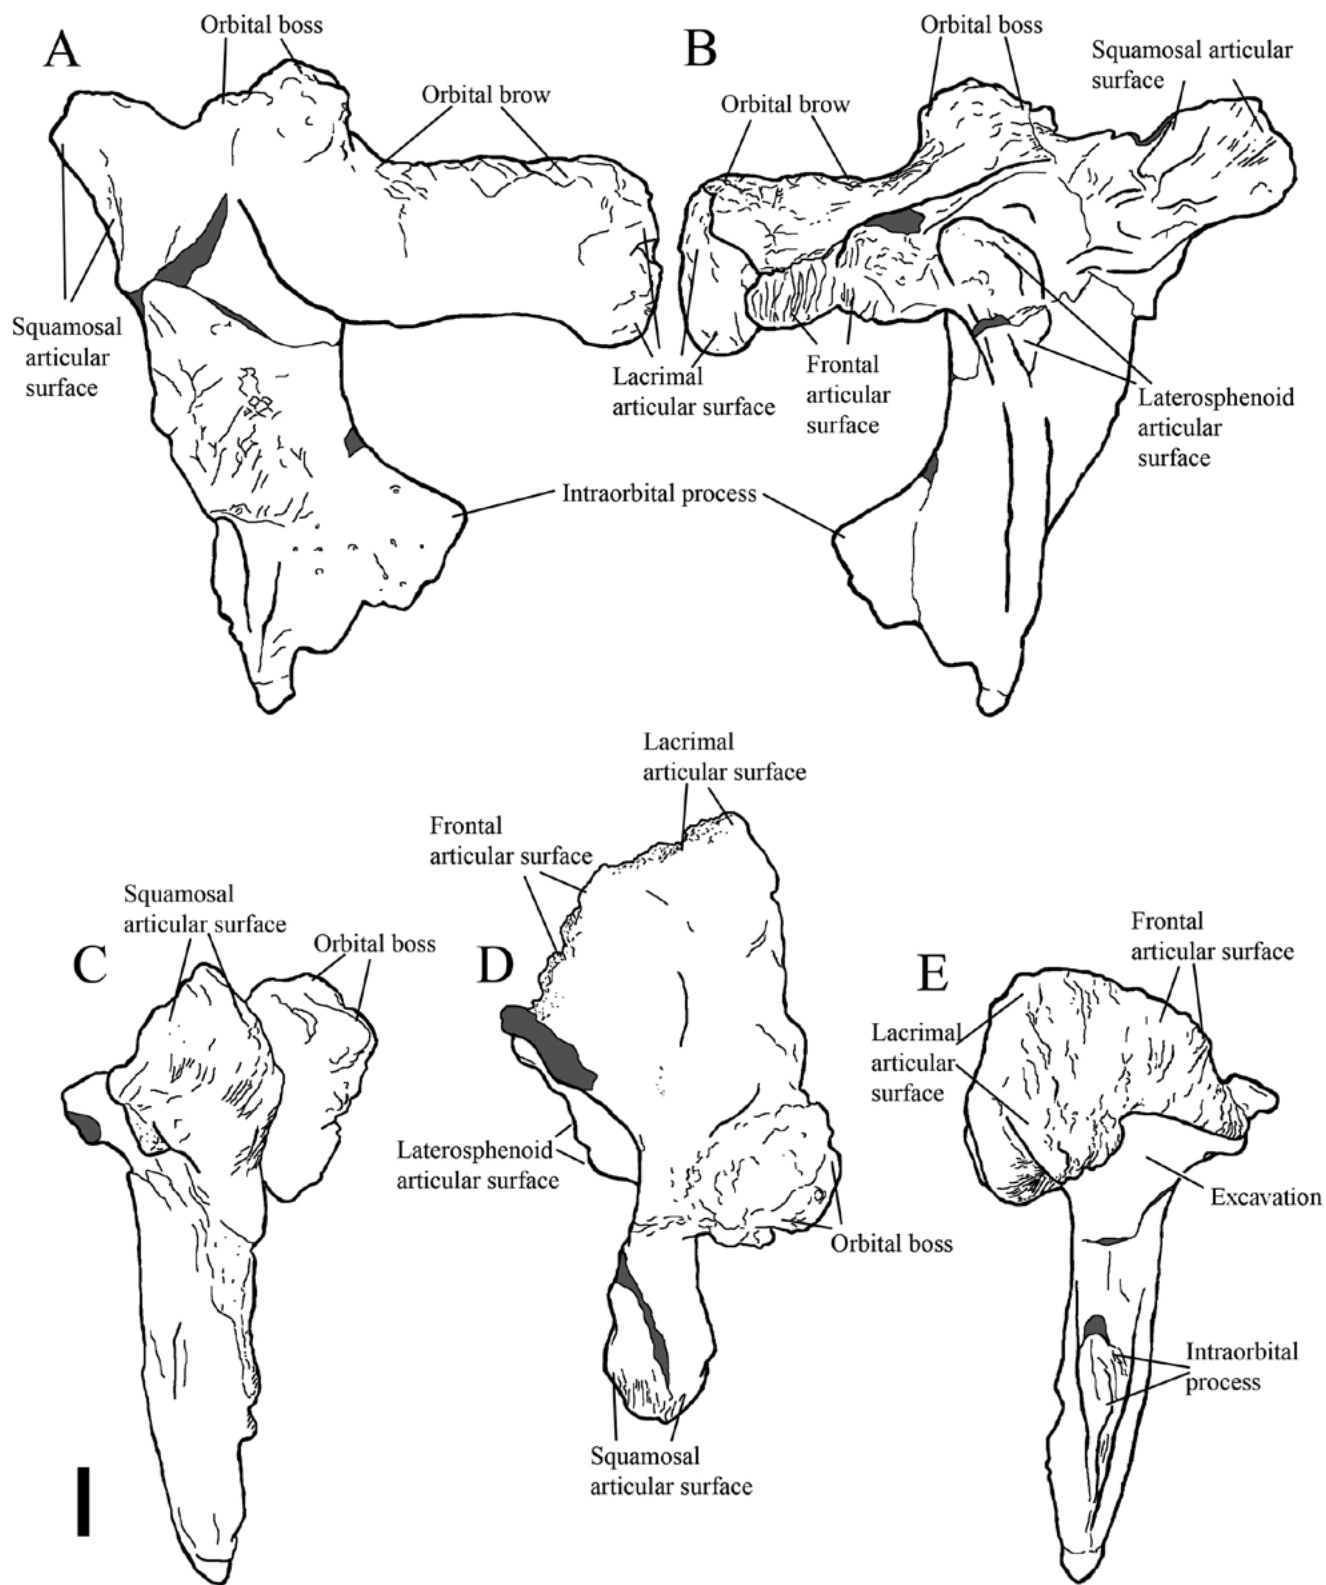 A
Orbital boss
Orbital brow
Squamosal
articular
surface
Lacrimal
articular surface
Intraorbital process
B
Orbital boss
Squamosal articular
surface
Orbital brow
Frontal
articular
surface
Laterosphenoid
articular
surface
C
Squamosal
articular surface
Orbital boss
D
Lacrimal
articular surface
Frontal
articular surface
Laterosphenoid
articular surface
Orbital boss
Squamosal
articular surface
E
Frontal
articular surface
Lacrimal
articular
surface
Excavation
Intraorbital
process